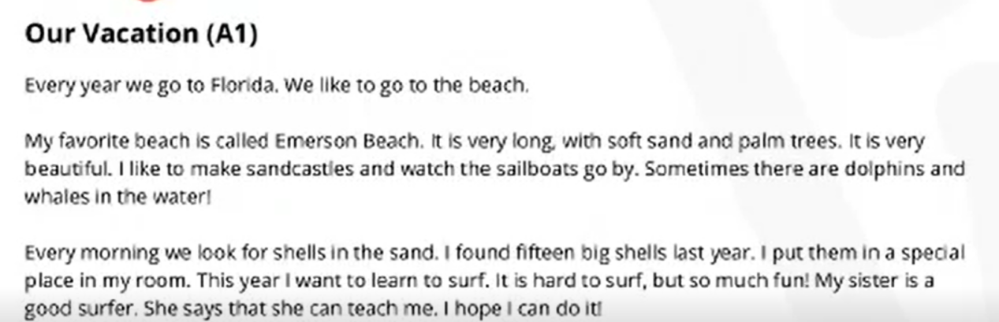 Our Vacation (A1)
Every year we go to Florida. We like to go to the beach.
My favorite beach is called Emerson Beach. It is very long, with soft sand and palm trees. It is very
beautiful. I like to make sandcastles and watch the sailboats go by. Sometimes there are dolphins and
whales in the water!
Every morning we look for shells in the sand. I found fifteen big shells last year. I put them in a special
place in my room. This year I want to learn to surf. It is hard to surf, but so much fun! My sister is a
good surfer. She says that she can teach me. I hope I can do it!